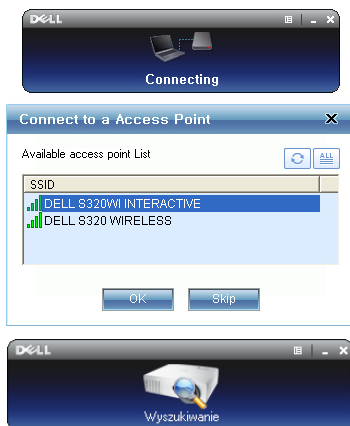 DELL
Connecting
Connect to a Access Point
Available access point List
ALL
SSID
DELL S320WI INTERACTIVE
DELL S320 WIRELESS
OK
Skip
DELL
Wyszukiwanie